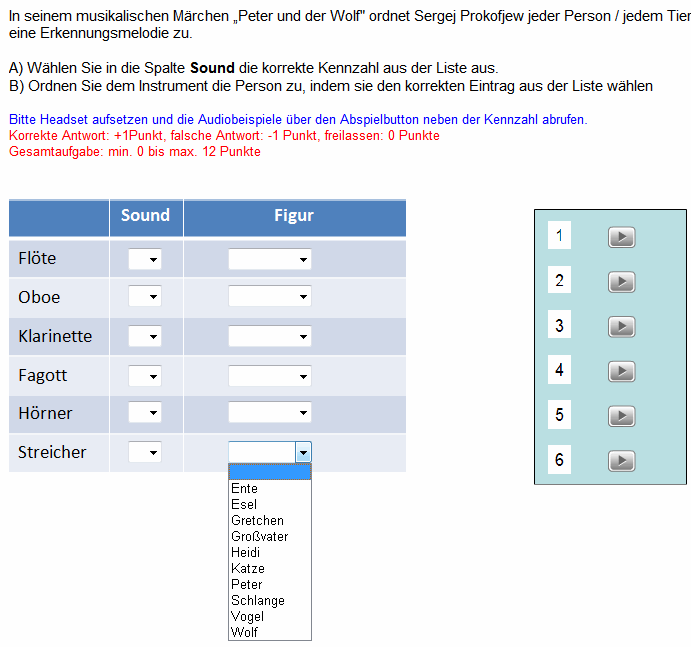 In seinem musikalischen Märchen „Peter und der Wolf" ordnet Sergej Prokofjew jeder Person / jedem Tier
eine Erkennungsmelodie zu.
A) Wählen Sie in die Spalte Sound die korrekte Kennzahl aus der Liste aus.
B) Ordnen Sie dem Instrument die Person zu, indem sie den korrekten Eintrag aus der Liste wählen
Bitte Headset aufsetzen und die Audiobeispiele über den Abspielbutton neben der Kennzahl abrufen.
Korrekte Antwort: +1Punkt, falsche Antwort: -1 Punkt, freilassen: 0 Punkte
Gesamtaufgabe: min. 0 bis max. 12 Punkte
Sound Figur
Flöte
Oboe
Klarinette
Fagott
Hörner
Streicher
Ente
Esel
Gretchen
Großvater
Heidi
Katze
Peter
Schlange
Vogel
Wolf
1
2
3
4
5
6